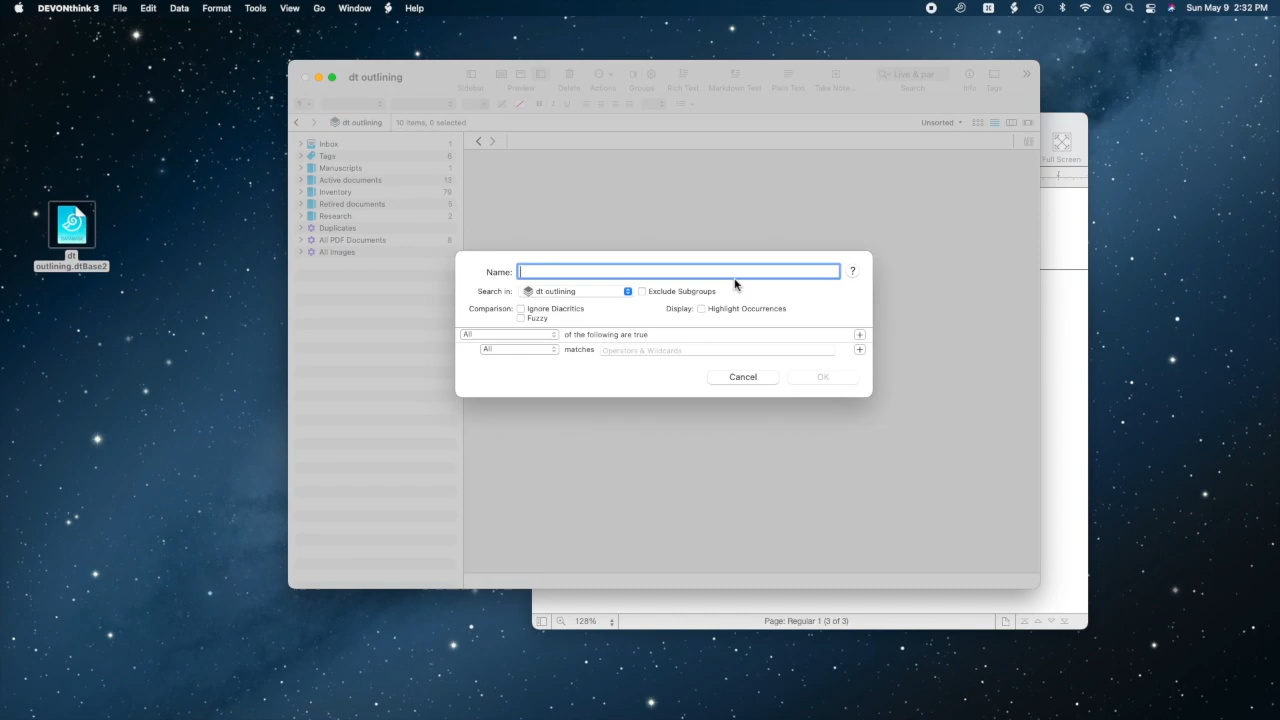 DEVONthink 3 File Edit Data Format Tools View Go Window Help Sun May 9 2:32 PM
dt outlining
Sidebar Preview Delete Actions Groups Rich Text Markdown Text Plain Text Take Note... Search Info Tags
Live & par
B I U
dt outlining 10 items, 0 selected Unsorted
Inbox 1
Tags 6
Manuscripts 1
Active documents 13
Inventory 79
Retired documents 5
Research 2
Duplicates
All PDF Documents 8
All Images
Full Screen
DATABASE
dt
outlining.dtBase2
Name: ?
Search in: dt outlining Exclude Subgroups
Comparison: Ignore Diacritics Display: Highlight Occurrences
Fuzzy
All of the following are true
All matches Operators & Wildcards
Cancel OK
128% Page: Regular 1 (3 of 3)